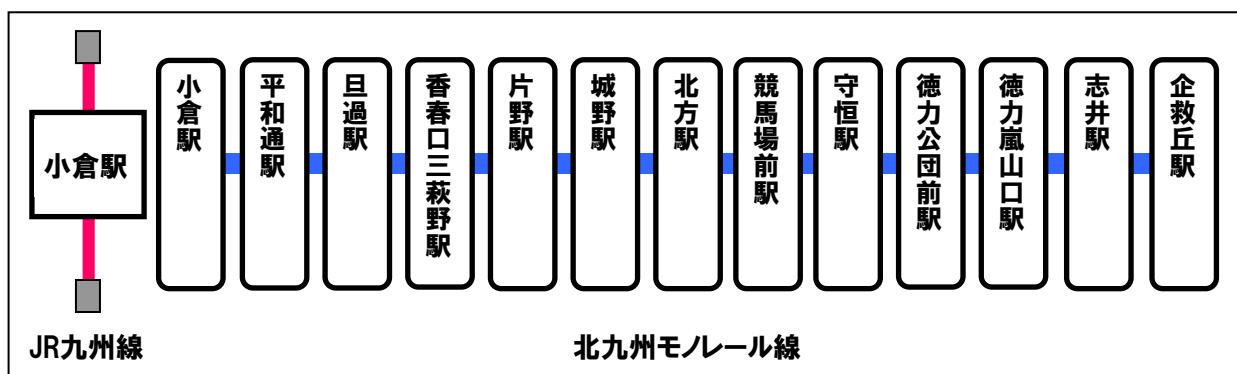 小倉駅
小倉駅
平和通駅
旦過駅
香春口三萩野駅
片野駅
城野駅
北方駅
競馬場前駅
守恒駅
徳力公団前駅
徳力嵐山口駅
志井駅
企救丘駅
JR九州線
北九州モノレール線